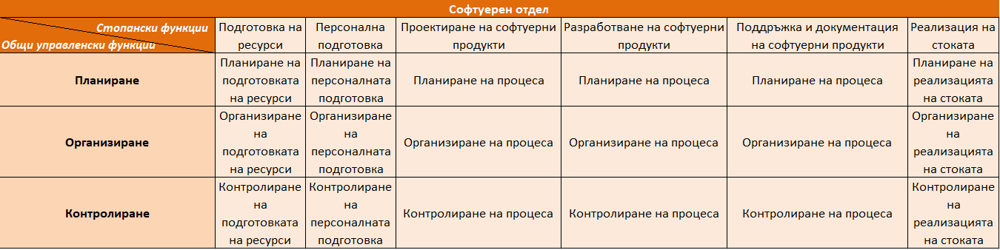 Софтуерен отдел
Стопански функции
Общи управленски функции
Подготовка на
ресурси
Персонална
подготовка
Проектиране на софтуерни
продукти
Разработване на софтуерни
продукти
Поддръжка и документация
на софтуерни продукти
Реализация на
стоката
Планиране
Планиране на
подготовката
на ресурси
Планиране на
персоналната
подготовка
Планиране на процеса
Планиране на процеса
Планиране на процеса
Планиране на
реализацията
на стоката
Организиране
Организиране
на
подготовката
на ресурси
Организиране
на
персоналната
подготовка
Организиране на процеса
Организиране на процеса
Организиране на процеса
Организиране
на
реализацията
на стоката
Контролиране
Контролиране
на
подготовката
на ресурси
Контролиране
на
персоналната
подготовка
Контролиране на процеса
Контролиране на процеса
Контролиране на процеса
Контролиране
на
реализацията
на стоката